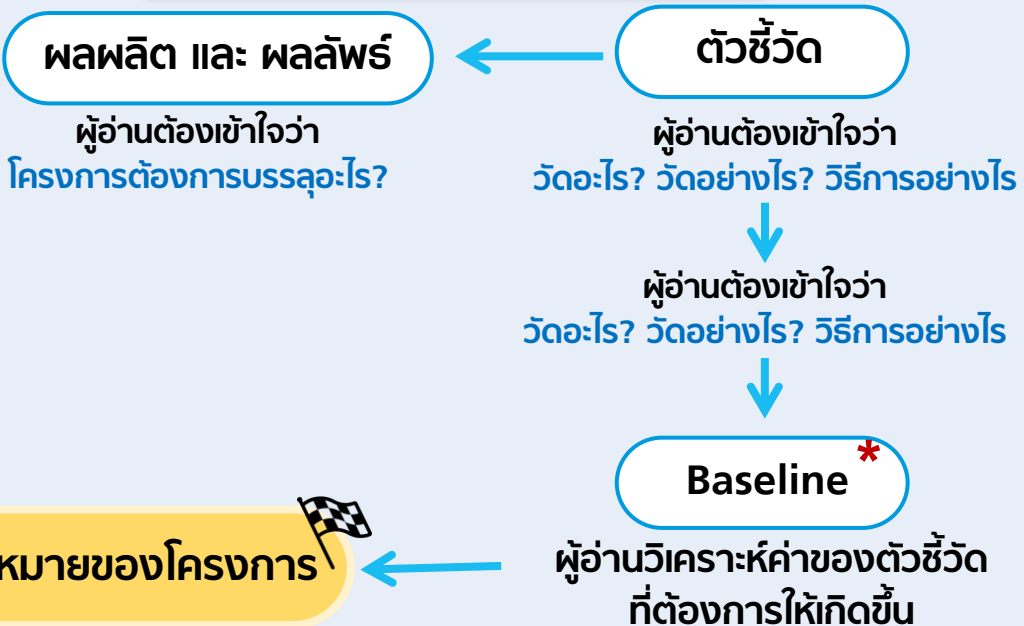 ผลผลิต และ ผลลัพธ์
ผู้อ่านต้องเข้าใจว่า
โครงการต้องการบรรลุอะไร?
ตัวชี้วัด
ผู้อ่านต้องเข้าใจว่า
วัดอะไร? วัดอย่างไร? วิธีการอย่างไร
ผู้อ่านต้องเข้าใจว่า
วัดอะไร? วัดอย่างไร? วิธีการอย่างไร
Baseline *
ผู้อ่านวิเคราะห์ค่าของตัวชี้วัด
ที่ต้องการให้เกิดขึ้น
หมายของโครงการ